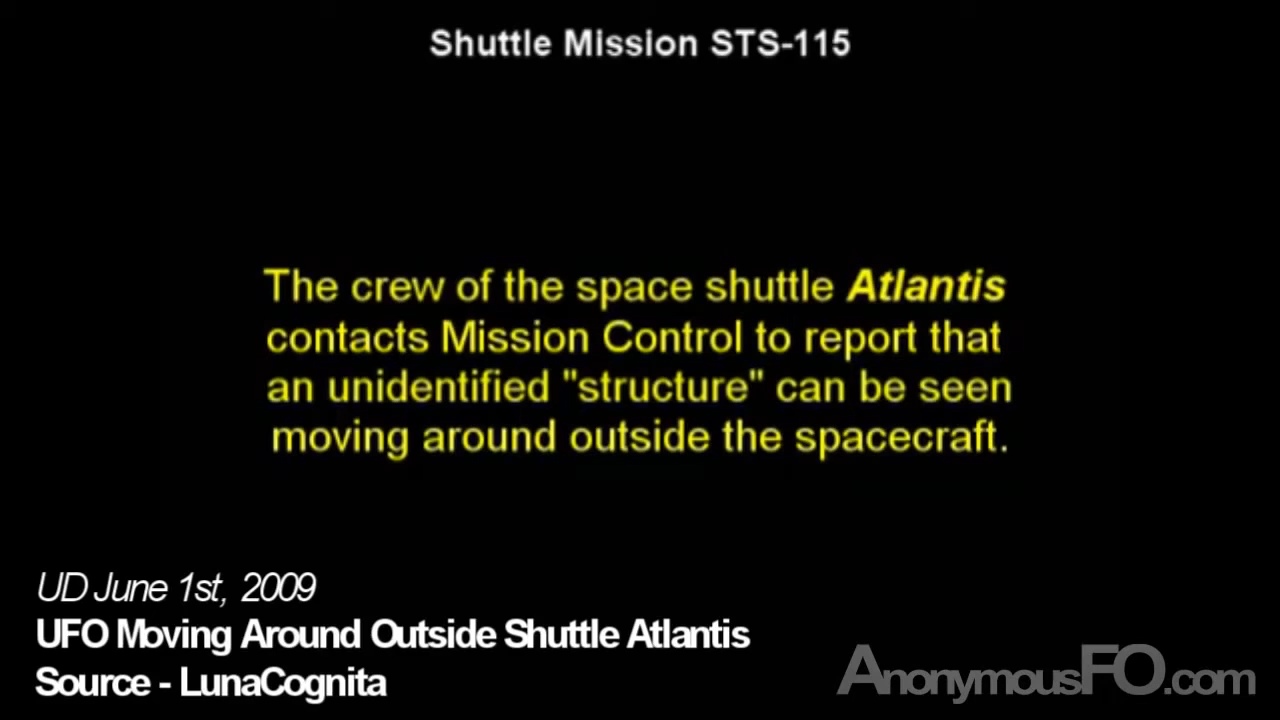 Shuttle Mission STS-115
The crew of the space shuttle Atlantis
contacts Mission Control to report that
an unidentified "structure" can be seen
moving around outside the spacecraft.
UD June 1st, 2009
UFO Moving Around Outside Shuttle Atlantis
Source - LunaCognita
AnonymousFO.com